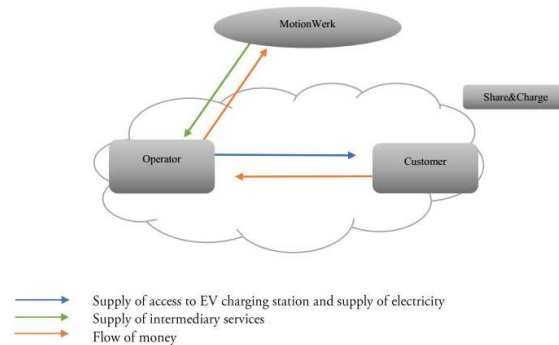 MotionWerk
Share&Charge
Operator
Customer
Supply of access to EV charging station and supply of electricity
Supply of intermediary services
Flow of money